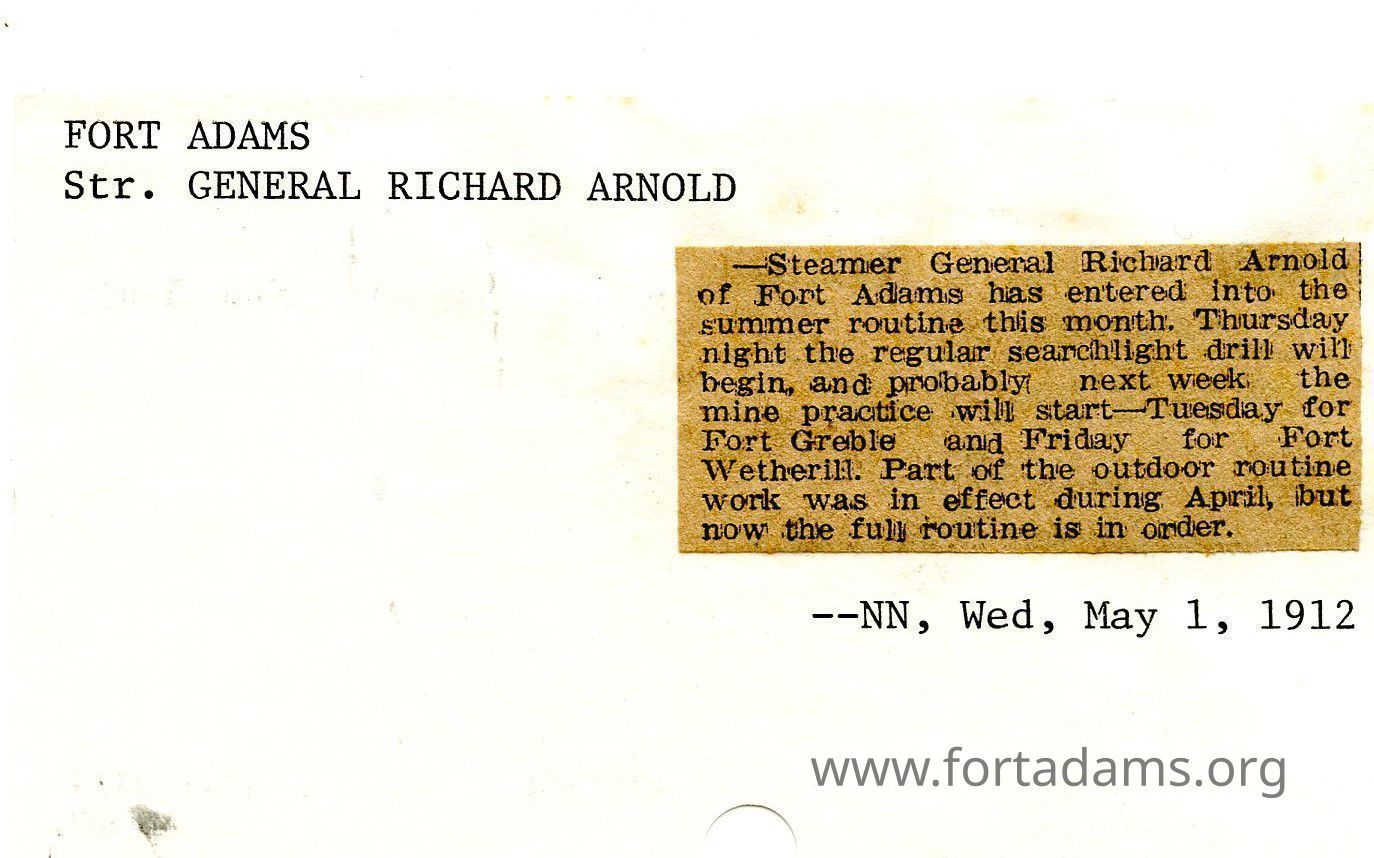 FORT ADAMS
Str. GENERAL RICHARD ARNOLD
—Steamer General Richard Arnold
of Fort Adams has entered into the
summer routine this month. Thursday
night the regular searchlight drill will
begin, and probably next week the
mine practice will start—Tuesday for
Fort Greble and Friday for Fort
Wetherill. Part of the outdoor routine
work was in effect during April, but
now the full routine is in order.
--NN, Wed, May 1, 1912
www.fortadams.org